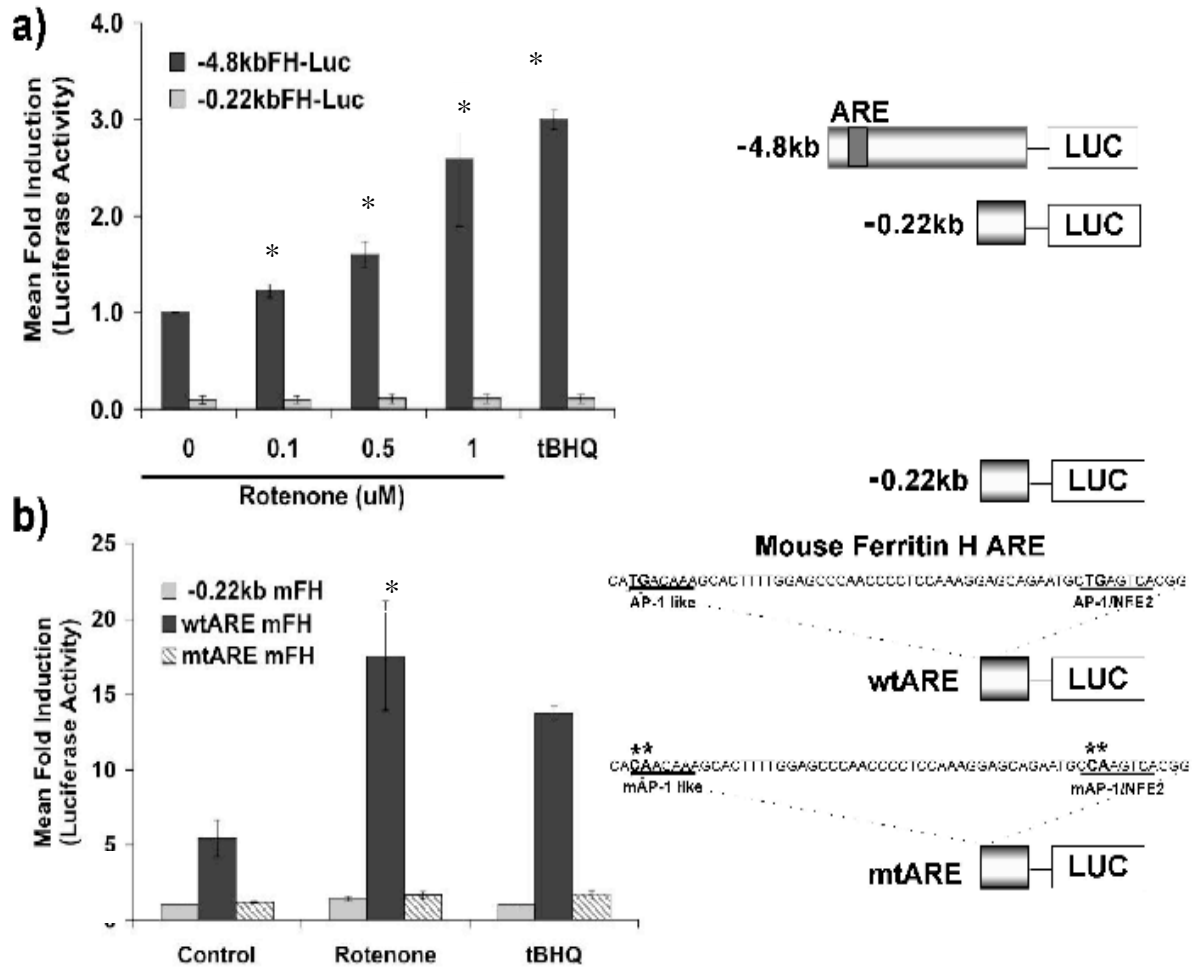 a)
Mean Fold Induction
(Luciferase Activity)
4.0
3.0
2.0
1.0
0.0
-4.8kbFH-Luc
-0.22kbFH-Luc
*
*
*
*
0
0.1
0.5
1
tBHQ
Rotenone (uM)
ARE
-4.8kb
LUC
-0.22kb
LUC
b)
Mean Fold Induction
(Luciferase Activity)
25
20
15
10
5
-0.22kb mFH
wtARE mFH
mtARE mFH
*
Control
Rotenone
tBHQ
-0.22kb
LUC
Mouse Ferritin H ARE
CATGACAAAGCACTTTTGGAGCCCAACCCCTCCAAAGGAGCAGAATGCTGAGTCACGG
AP-1 like
AP-1/NFE2
wtARE
LUC
**
**
CACAACAAAGCACTTTTGGAGCCCAACCCCTCCAAAGGAGCAGAATGCCAAGTCACGG
mAP-1 like
mAP-1/NFE2
mtARE
LUC